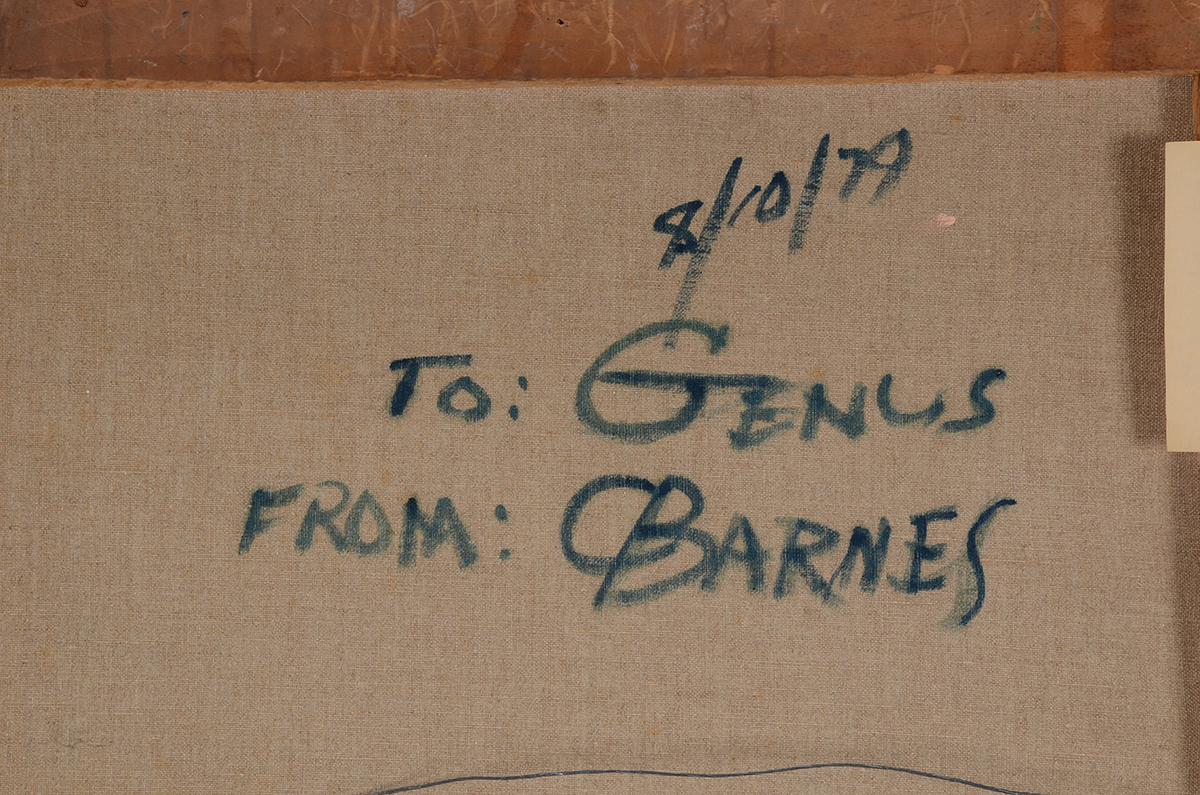 8/10/79
To: GENUS
FROM: CBARNES